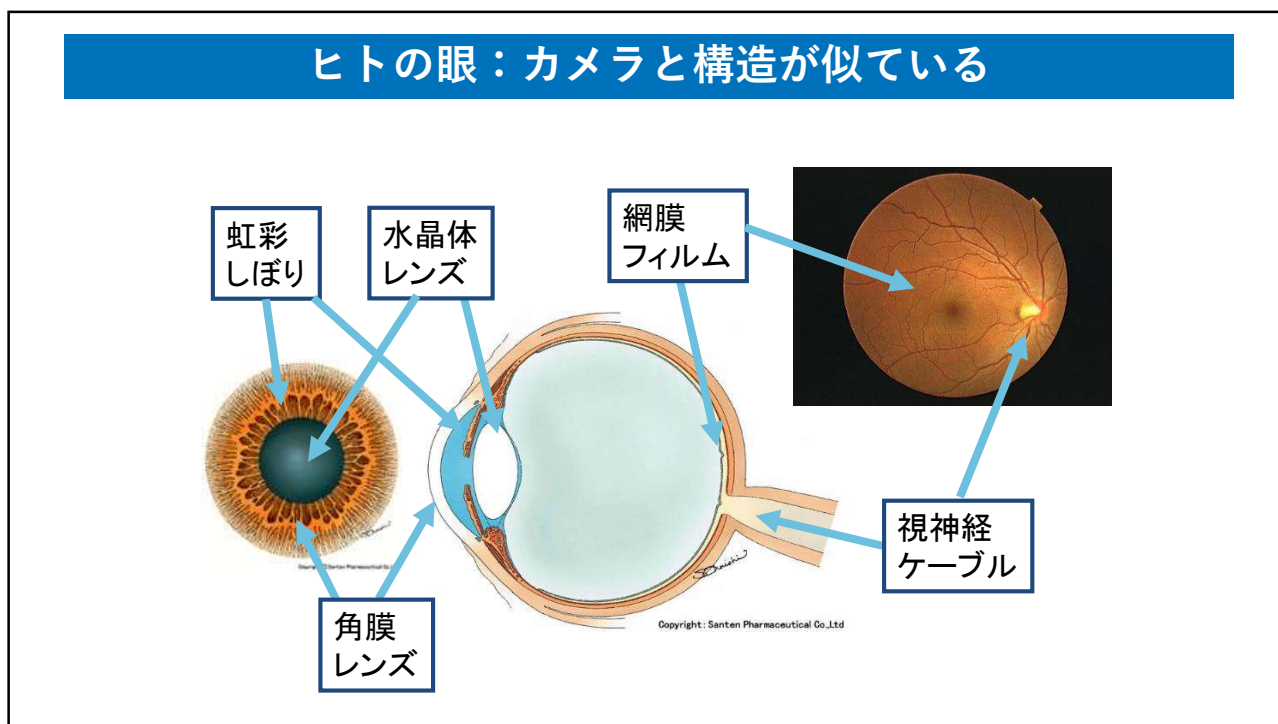 ヒトの眼：カメラと構造が似ている
虹彩
しぼり
水晶体
レンズ
網膜
フィルム
視神経
ケーブル
角膜
レンズ
Copyright: Santen Pharmaceutical Co.,Ltd